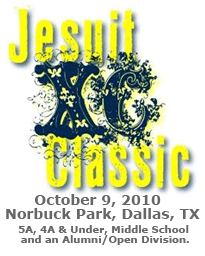 Jesuit
XC
Classic
October 9, 2010
Norbuck Park, Dallas, TX
5A, 4A & Under, Middle School
and an Alumni/Open Division.